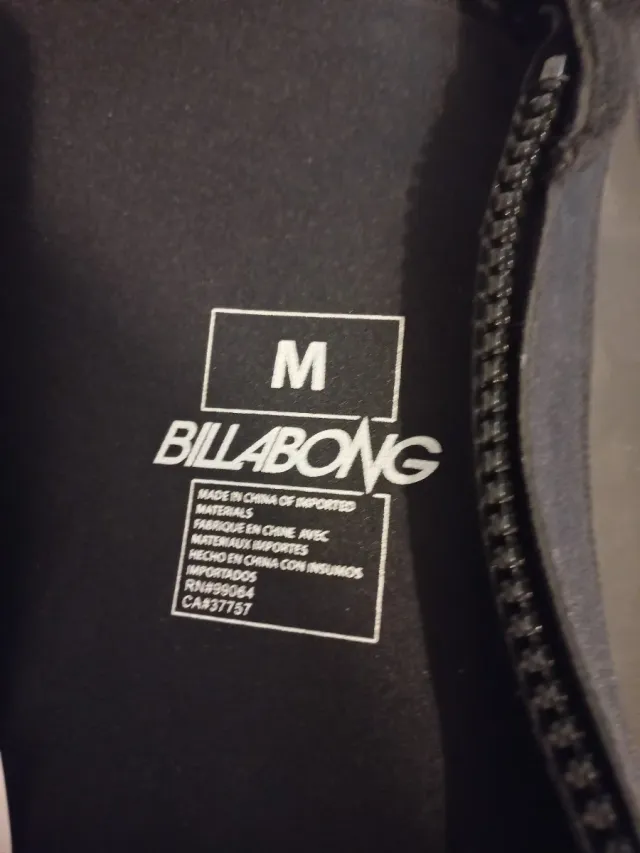 M
BILLABONG
MADE IN CHINA OF IMPORTED
MATERIALS
FABRIQUE EN CHINE AVEC
MATERIAUX IMPORTES
HECHO EN CHINA CON INSUMOS
IMPORTADOS
RN#99064
CA#37757